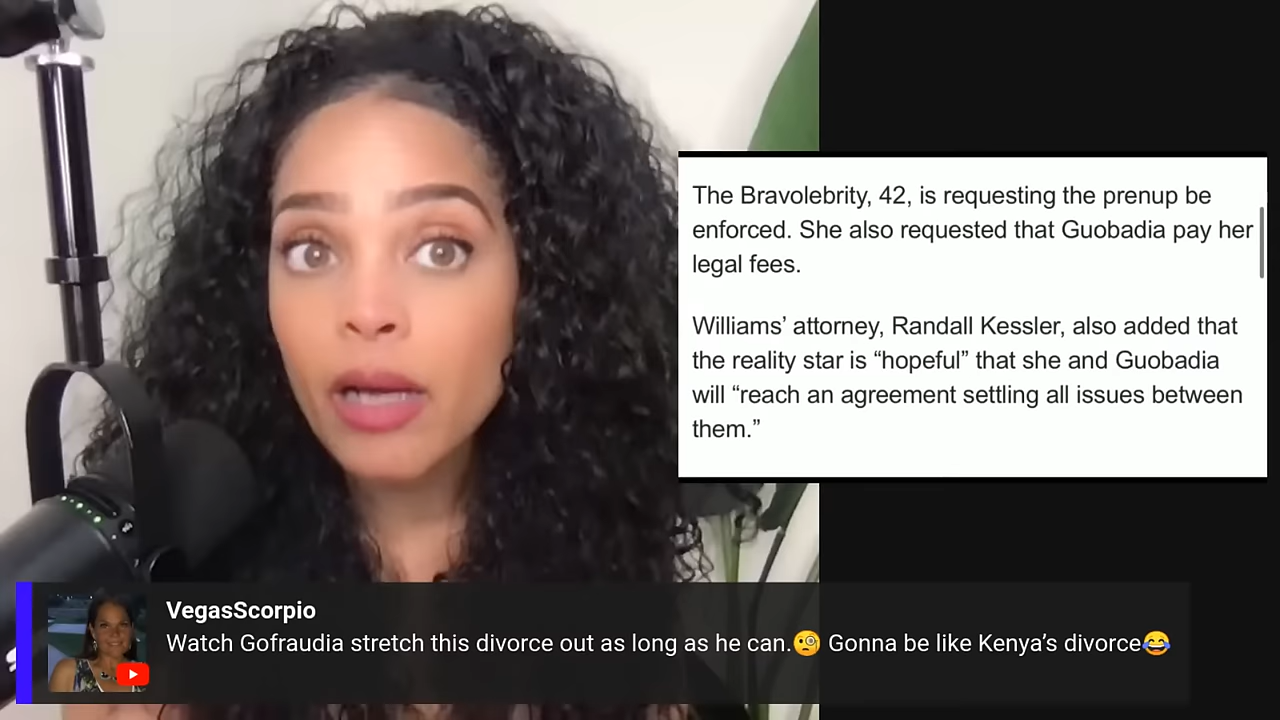 The Bravolebrity, 42, is requesting the prenup be
enforced. She also requested that Guobadia pay her
legal fees.
Williams’ attorney, Randall Kessler, also added that
the reality star is “hopeful” that she and Guobadia
will “reach an agreement settling all issues between
them.”
VegasScorpio
Watch Gofraudia stretch this divorce out as long as he can.🧐 Gonna be like Kenya’s divorce😂